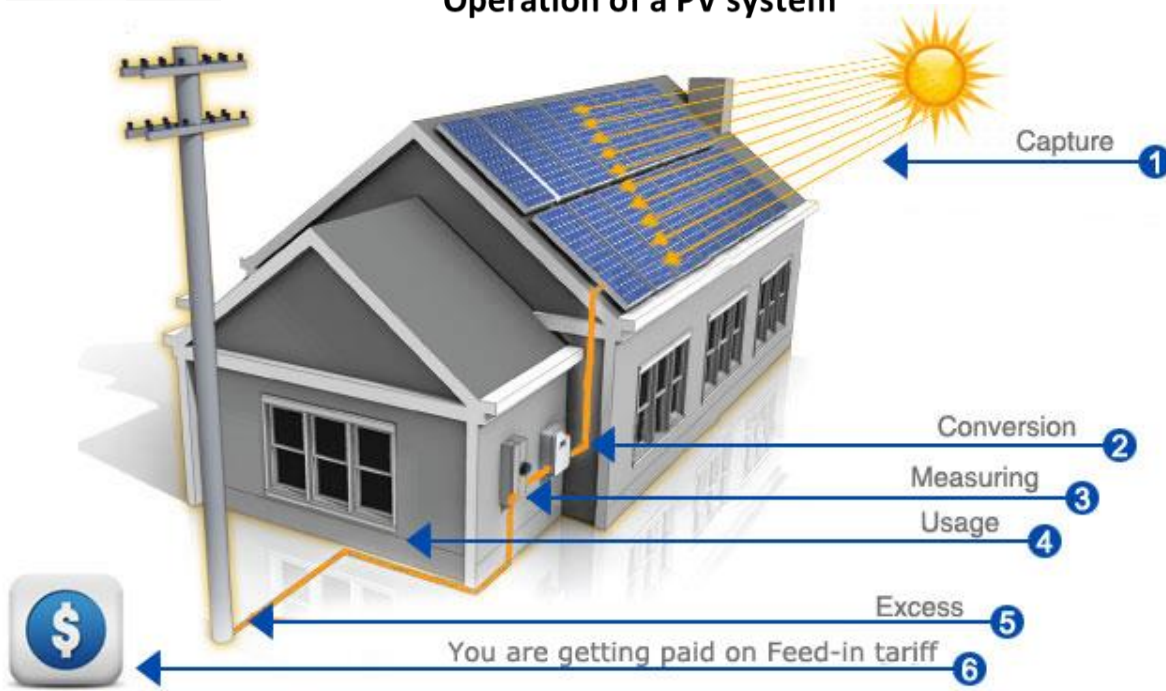 Operation of a PV system
Capture 1
Conversion 2
Measuring 3
Usage 4
Excess 5
You are getting paid on Feed-in tariff 6
$